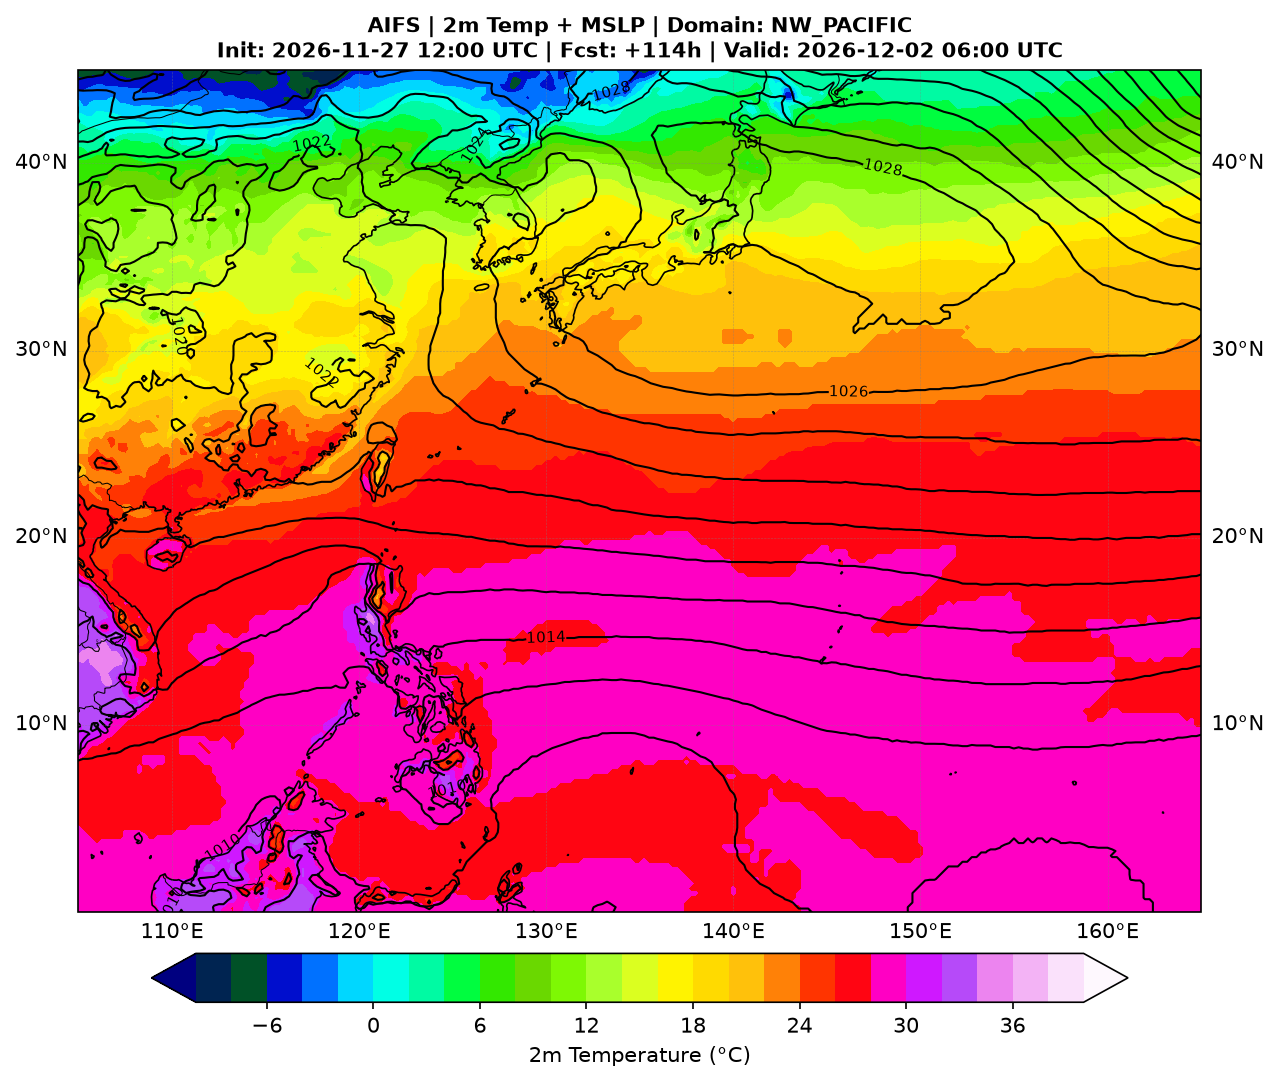 AIFS | 2m Temp + MSLP | Domain: NW_PACIFIC
Init: 2026-11-27 12:00 UTC | Fcst: +114h | Valid: 2026-12-02 06:00 UTC
1028
1022
1024
1028
40°N
40°N
1020
1022
30°N
30°N
1026
20°N
20°N
1014
10°N
10°N
1010
1010
110°E
120°E
130°E
140°E
150°E
160°E
−6
0
6
12
18
24
30
36
2m Temperature (°C)